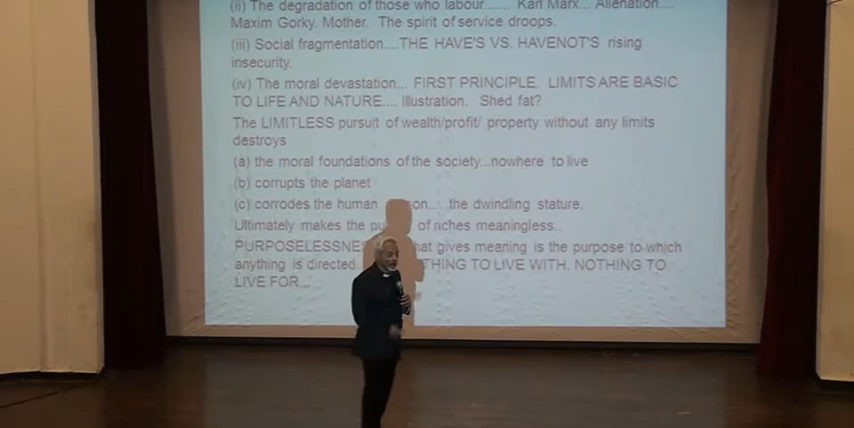 (ii) The degradation of those who labour....... Karl Marx... Alienation....
Maxim Gorky. Mother. The spirit of service droops.
(iii) Social fragmentation....THE HAVE'S VS. HAVENOT'S rising
insecurity.
(iv) The moral devastation... FIRST PRINCIPLE. LIMITS ARE BASIC
TO LIFE AND NATURE.... Illustration. Shed fat?
The LIMITLESS pursuit of wealth/profit/ property without any limits
destroys
(a) the moral foundations of the society...nowhere to live
(b) corrupts the planet
(c) corrodes the human the dwindling stature.
Ultimately makes the of riches meaningless..
gives meaning is the purpose to which
anything is directed TO LIVE WITH. NOTHING TO
LIVE FOR...